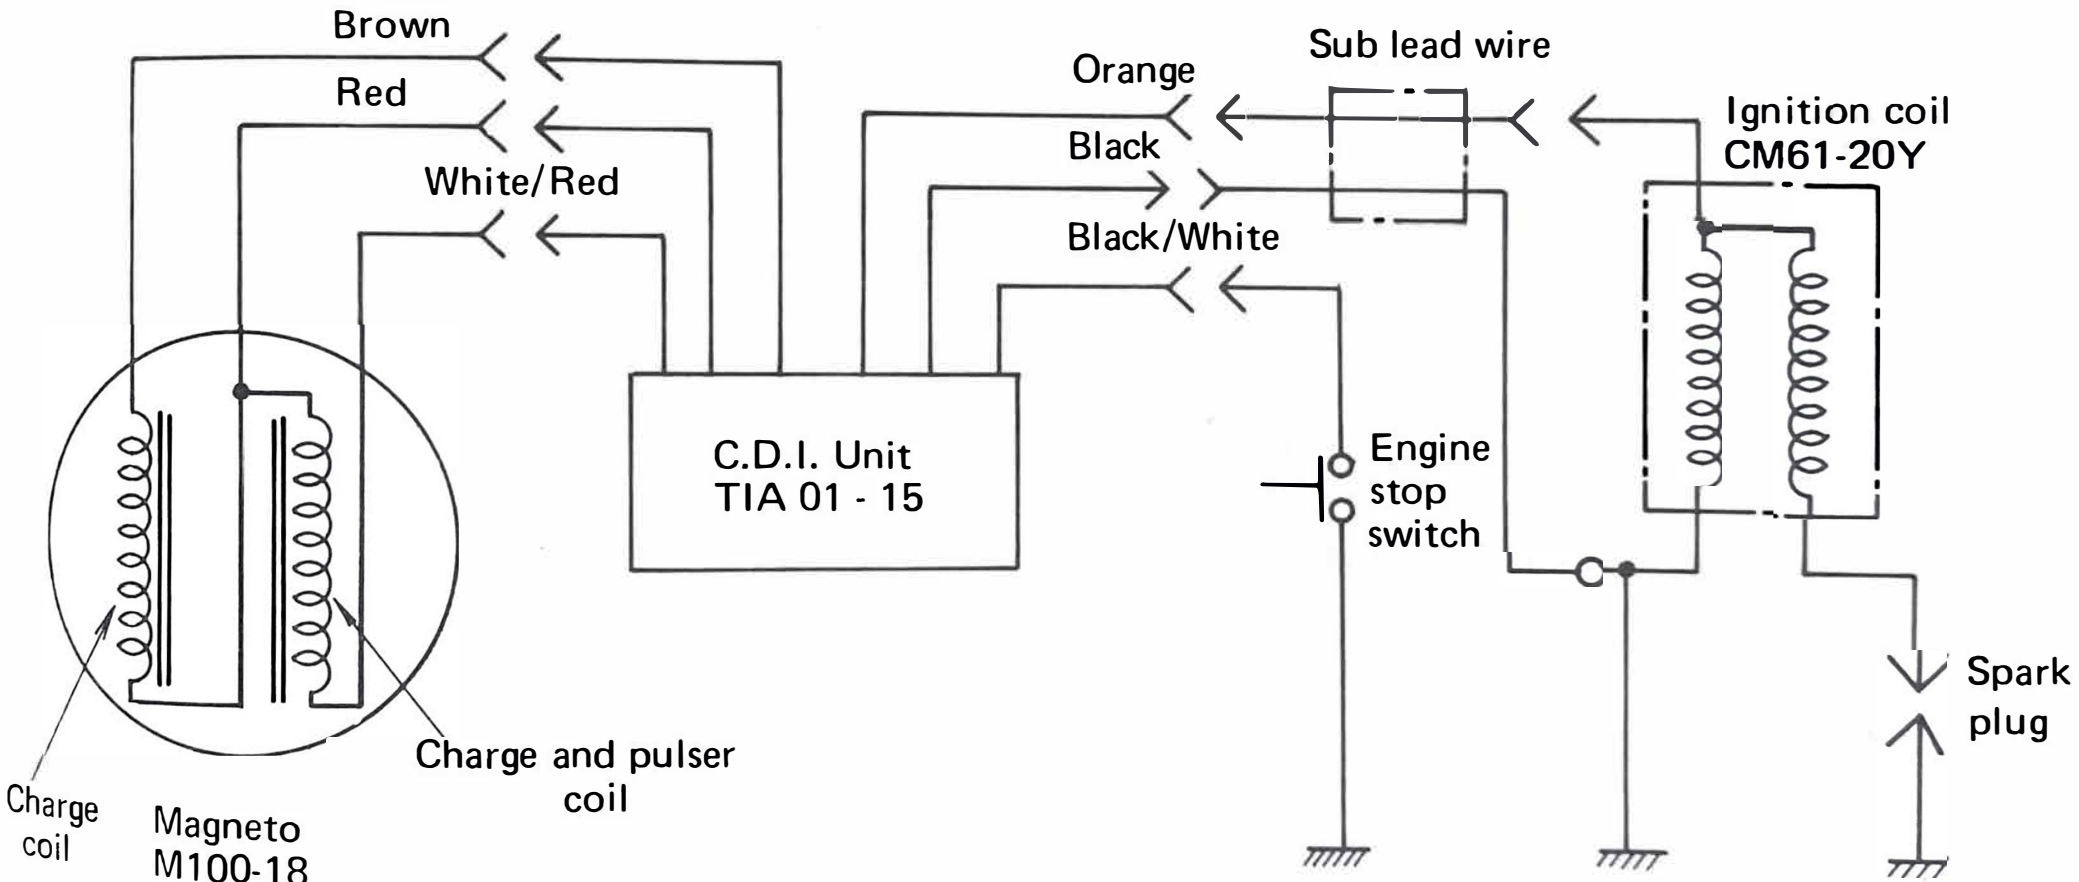 Brown
Red
White/Red
Orange
Black
Black/White
Sub lead wire
Ignition coil
CM61-20Y
C.D.I. Unit
TIA 01 - 15
Engine
stop
switch
Spark
plug
Charge and pulser
coil
Charge
coil
Magneto
M100-18